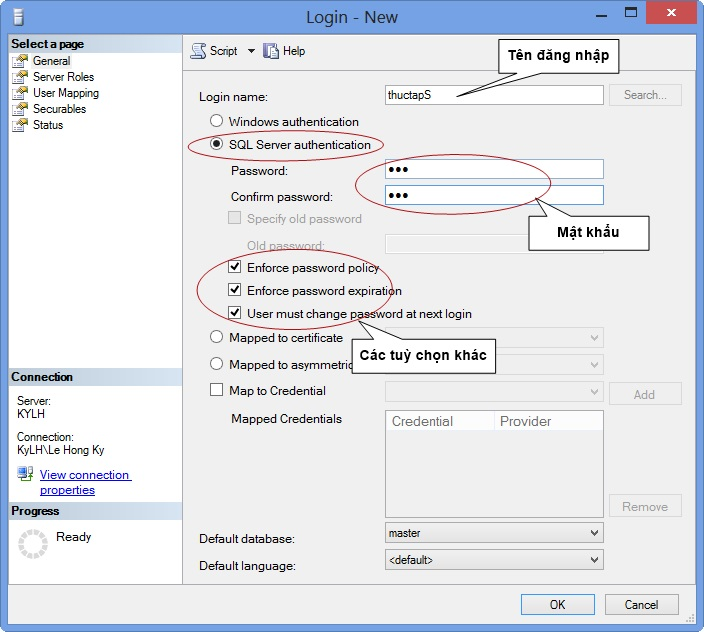 Login - New
Select a page
General
Server Roles
User Mapping
Securables
Status
Script
Help
Tên đăng nhập
Login name:
thuctapS
Search...
Windows authentication
SQL Server authentication
Password:
●●●
Confirm password:
●●●
Mật khẩu
Specify old password
Old password:
Enforce password policy
Enforce password expiration
User must change password at next login
Mapped to certificate
Các tuỳ chọn khác
Mapped to asymmetric
Map to Credential
Add
Mapped Credentials
Credential
Provider
Remove
Default database:
master
Default language:
<default>
Connection
Server:
KYLH
Connection:
KyLH\Le Hong Ky
View connection
properties
Progress
Ready
OK
Cancel